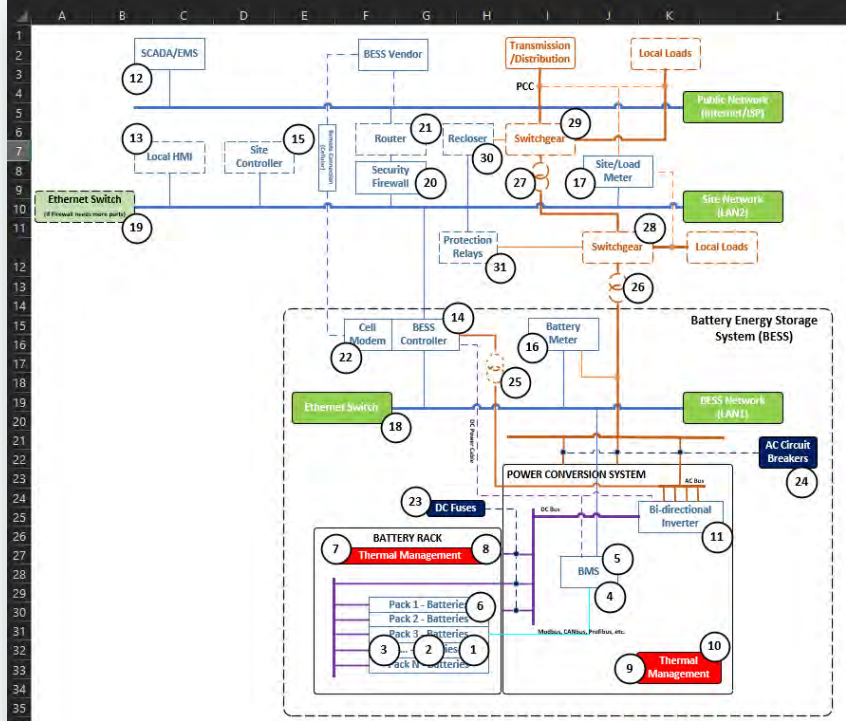 A B C D E F G H I J K L
1
2
3
4
5
6
7
8
9
10
11
12
13
14
15
16
17
18
19
20
21
22
23
24
25
26
27
28
29
30
31
32
33
34
35
SCADA/EMS
12
BESS Vendor
Transmission
/Distribution
Local Loads
PCC
Public Network
(Internet/ISP)
13
Local HMI
Site
Controller
15
Remote Connection
(Cellular)
Router
21
Security
Firewall
20
Recloser
30
Switchgear
29
27
17
Site/Load
Meter
Ethernet Switch
(if Firewall needs more ports)
19
Site Network
(LAN2)
Protection
Relays
31
Switchgear
28
Local Loads
26
Battery Energy Storage
System (BESS)
14
Cell
Modem
BESS
Controller
22
Battery
Meter
16
25
Ethernet Switch
18
BESS Network
(LAN1)
DC Power Cable
AC Circuit
Breakers
24
POWER CONVERSION SYSTEM
AC Bus
23
DC Fuses
DC Bus
Bi-directional
Inverter
11
BATTERY RACK
7
Thermal Management
8
5
BMS
4
Pack 1 - Batteries
6
Pack 2 - Batteries
Pack 3 - Batteries
Modbus, CANbus, Profibus, etc.
3
2
1
Pack N - Batteries
10
Thermal
Management
9